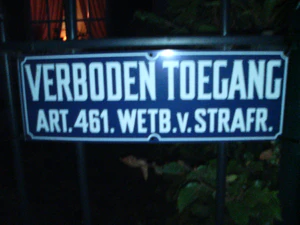 VERBODEN TOEGANG
ART. 461. WETB.v. STRAFR.